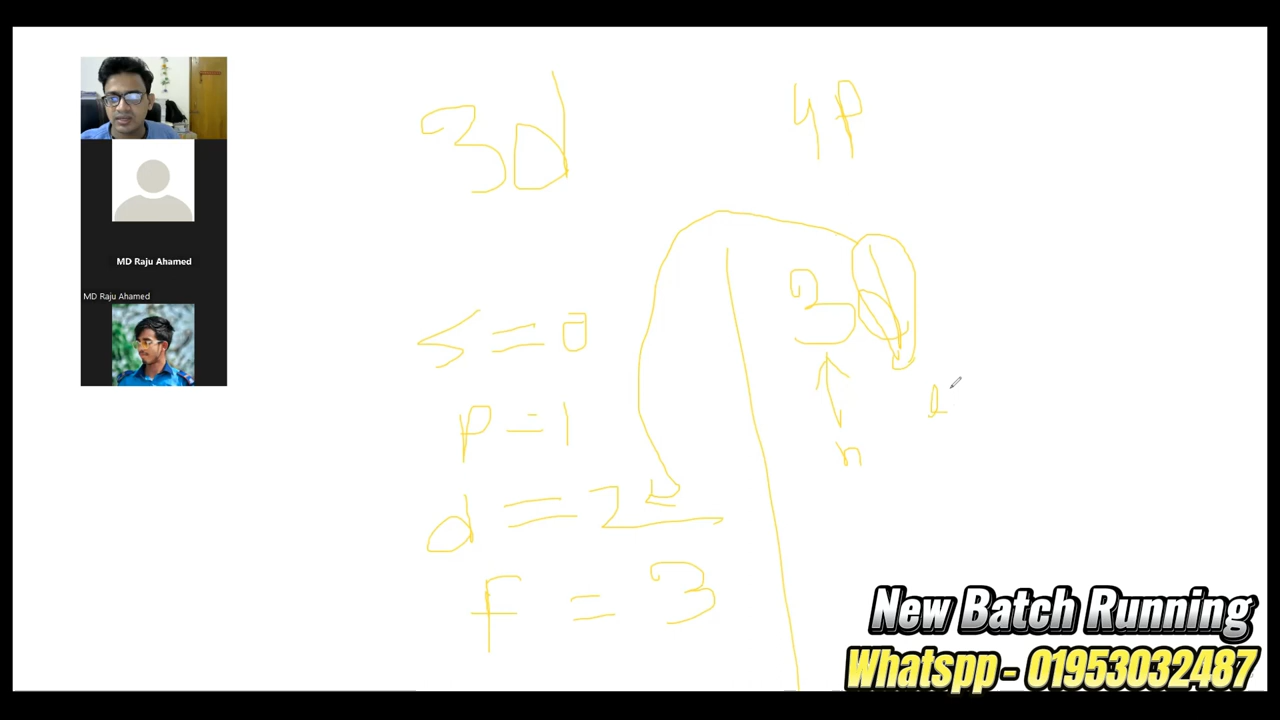 MD Raju Ahamed
MD Raju Ahamed
3d
4p
s = 0
p = 1
d = 2
f = 3
3d
n
l
New Batch Running
Whatspp - 01953032487